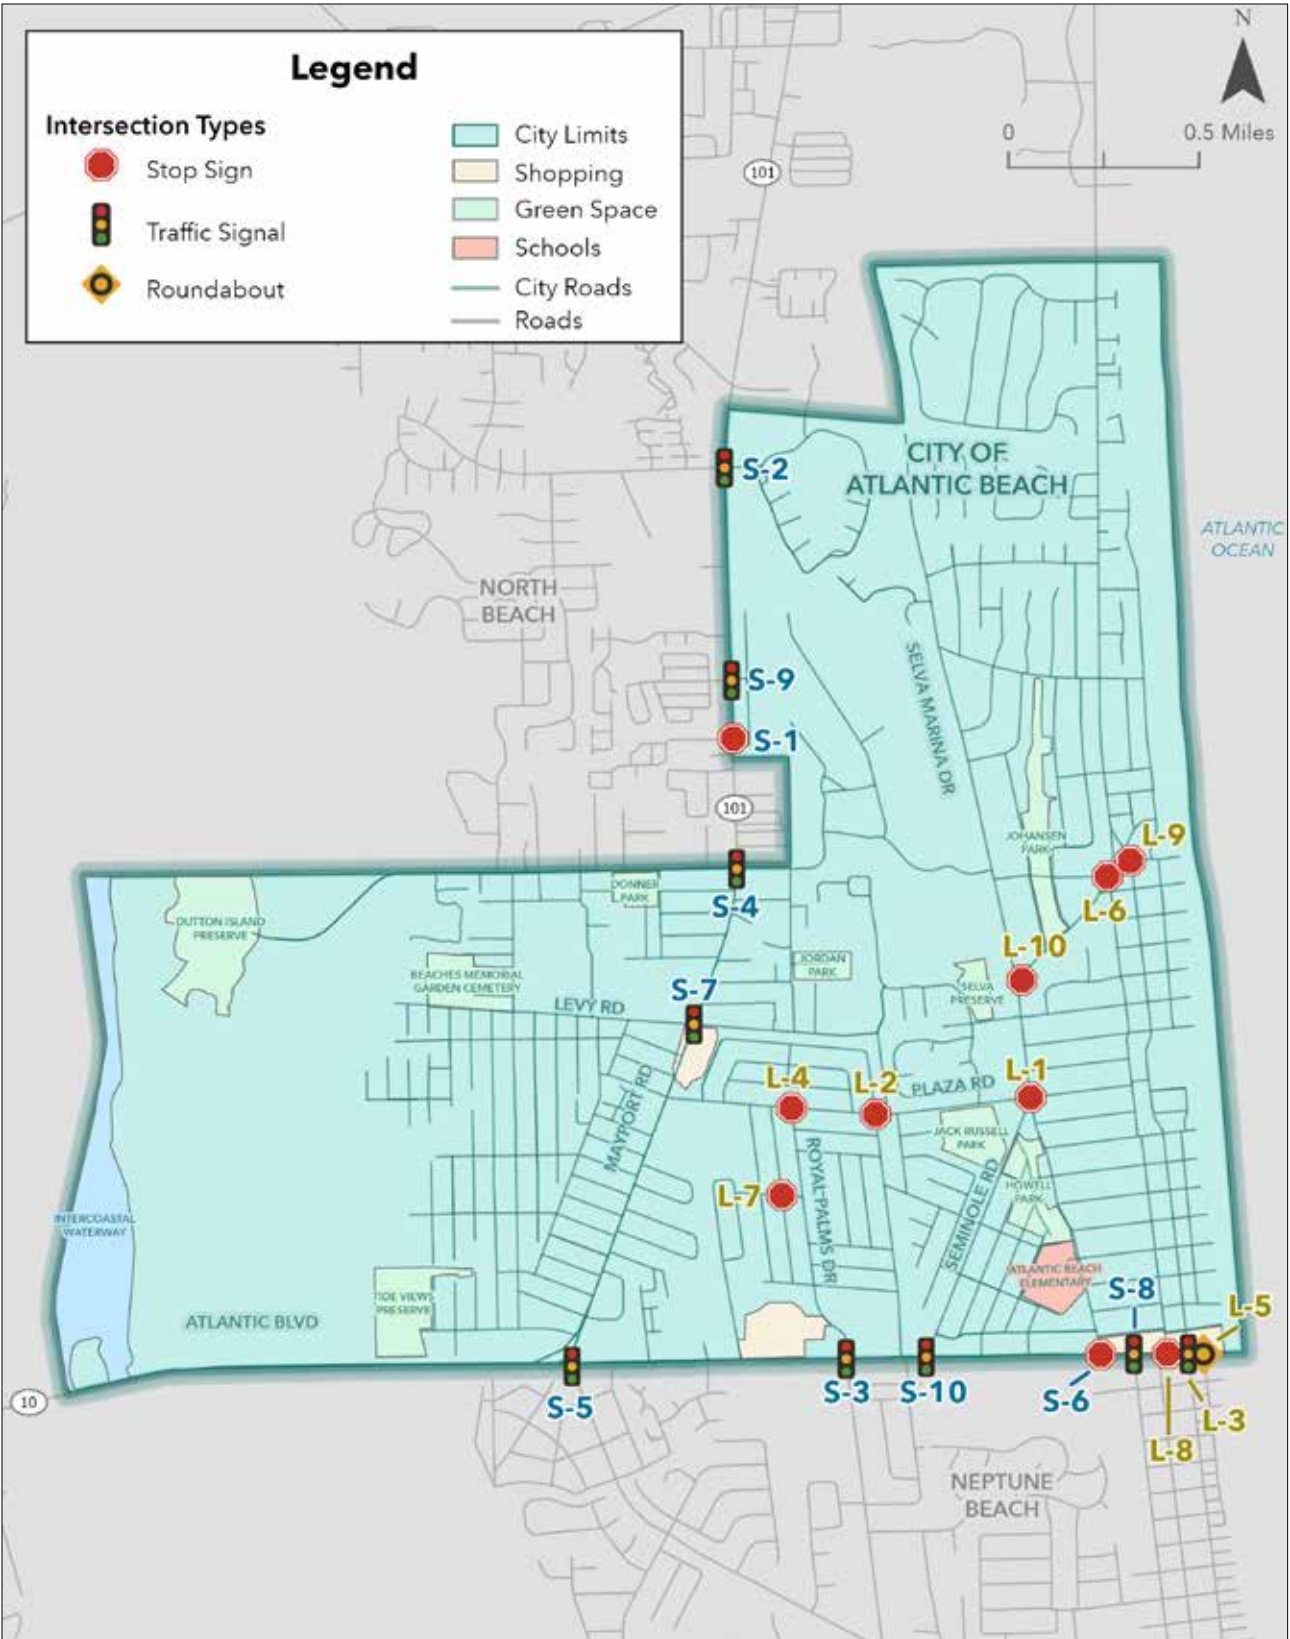 Legend
Intersection Types
Stop Sign
Traffic Signal
Roundabout
City Limits
Shopping
Green Space
Schools
City Roads
Roads
N
0
0.5 Miles
101
CITY OF
ATLANTIC BEACH
S-2
ATLANTIC
OCEAN
NORTH
BEACH
S-9
SELVA MARINA DR
S-1
101
JOHANSEN
PARK
L-9
L-6
DONNER
PARK
S-4
DUTTON ISLAND
PRESERVE
L-10
JORDAN
PARK
BEACHES MEMORIAL
GARDEN CEMETERY
S-7
SELVA
PRESERVE
LEVY RD
MAYPORT RD
L-4
L-2
PLAZA RD
L-1
JACK RUSSELL
PARK
ROYAL PALMS DR
SEMINOLE RD
HOWELL
PARK
L-7
INTERCOASTAL
WATERWAY
ATLANTIC BEACH
ELEMENTARY
S-8
TIDE VIEWS
PRESERVE
L-5
ATLANTIC BLVD
10
S-5
S-3
S-10
S-6
L-3
L-8
NEPTUNE
BEACH